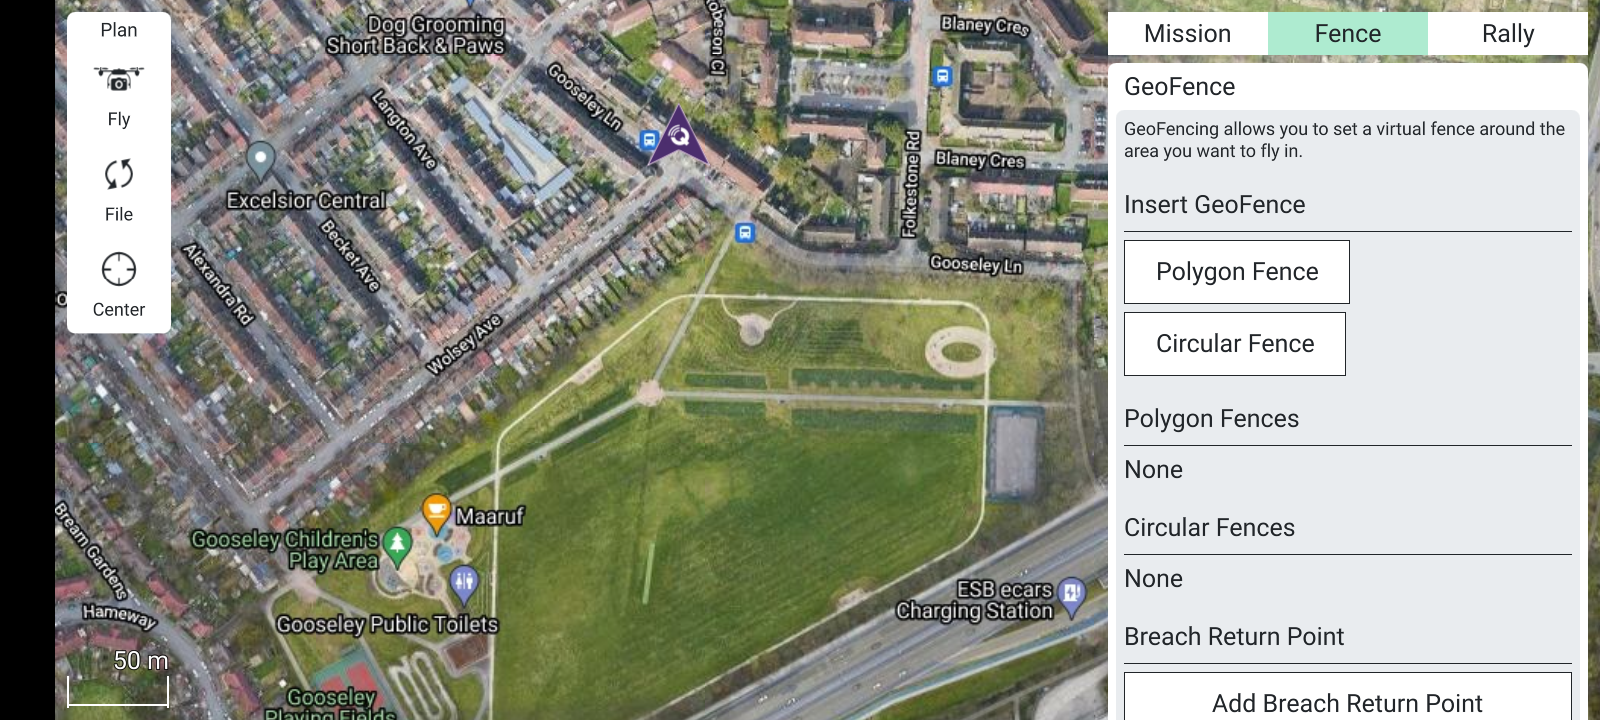 Plan
Fly
File
Center
Dog Grooming
Short Back & Paws
Gooseley Ln
Langton Ave
Blaney Cres
Folkestone Rd
Blaney Cres
Gooseley Ln
Excelsior Central
Becket Ave
Alexandra Rd
Wolsey Ave
Maaruf
Gooseley Children's
Play Area
Gooseley Public Toilets
Bream Gardens
Hameway
ESB ecars
Charging Station
50 m
Gooseley
Playing Fields
Mission
Fence
Rally
GeoFence
GeoFencing allows you to set a virtual fence around the
area you want to fly in.
Insert GeoFence
Polygon Fence
Circular Fence
Polygon Fences
None
Circular Fences
None
Breach Return Point
Add Breach Return Point